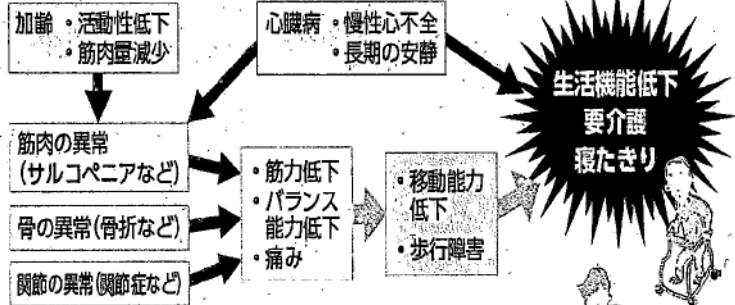 加齢 ・活動性低下
・筋肉量減少
心臓病 ・慢性心不全
・長期の安静
生活機能低下
要介護
寝たきり
筋肉の異常
(サルコペニアなど)
骨の異常(骨折など)
関節の異常(関節症など)
・筋力低下
・バランス
能力低下
・痛み
・移動能力
低下
・歩行障害